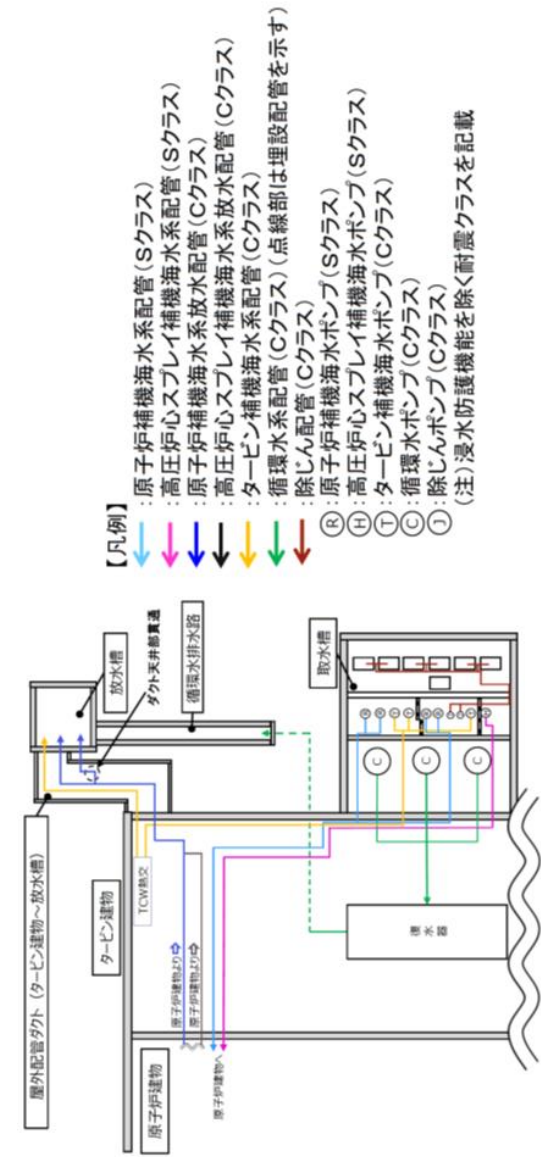 屋外配管ダクト（タービン建物～放水槽）
放水槽
ダクト天井部貫通
循環水排水路
タービン建物
TCW熱交
取水槽
原子炉建物
原子炉建物より
原子炉建物より
原子炉建物へ
復水器
C
C
C
【凡例】
:原子炉補機海水系配管(Sクラス)
:高圧炉心スプレイ補機海水系配管(Sクラス)
:原子炉補機海水系放水配管(Cクラス)
:高圧炉心スプレイ補機海水系放水配管(Cクラス)
:タービン補機海水系配管(Cクラス)
:循環水系配管(Cクラス)(点線部は埋設配管を示す)
:除じん配管(Cクラス)
Ⓡ:原子炉補機海水ポンプ(Sクラス)
Ⓗ:高圧炉心スプレイ補機海水ポンプ(Sクラス)
Ⓣ:タービン補機海水ポンプ(Cクラス)
Ⓒ:循環水ポンプ(Cクラス)
Ⓙ:除じんポンプ(Cクラス)
(注)浸水防護機能を除く耐震クラスを記載